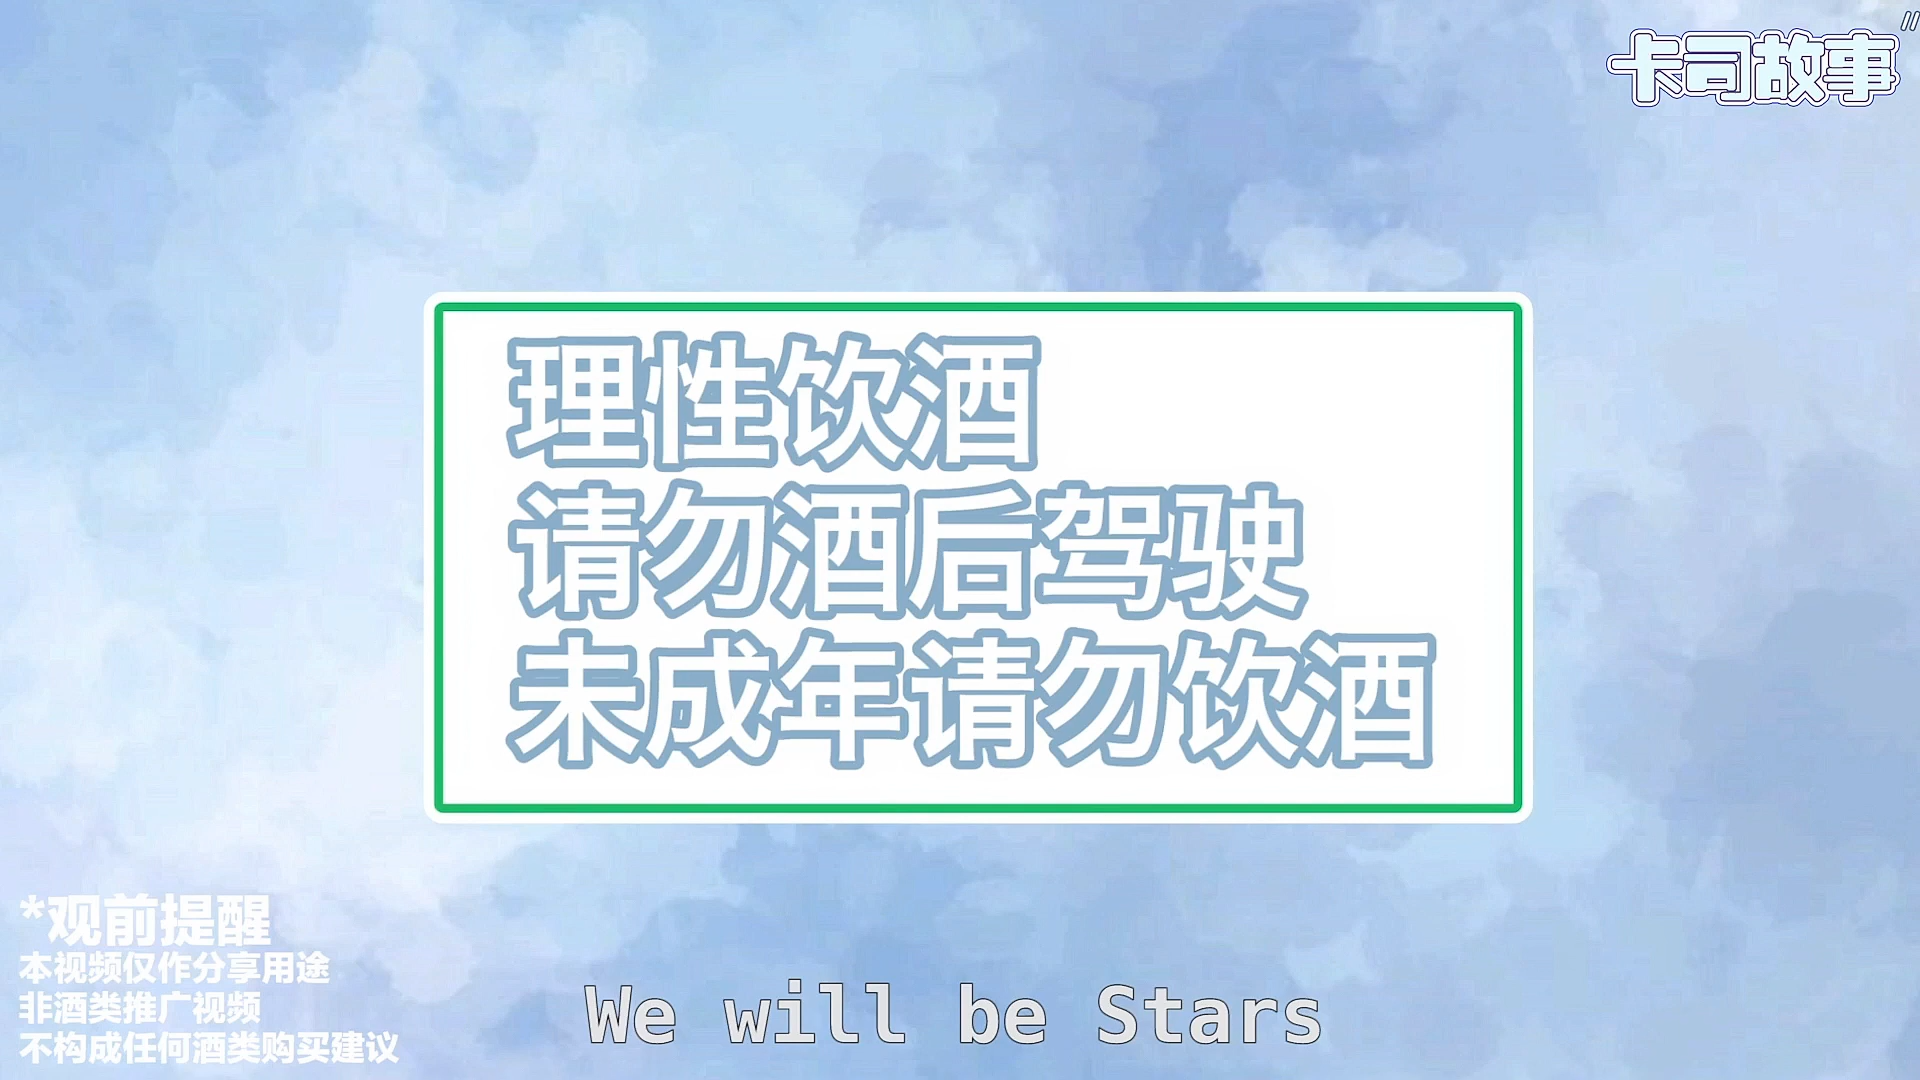 卡司故事
理性饮酒
请勿酒后驾驶
未成年请勿饮酒
*观前提醒
本视频仅作分享用途
非酒类推广视频
不构成任何酒类购买建议
We will be Stars